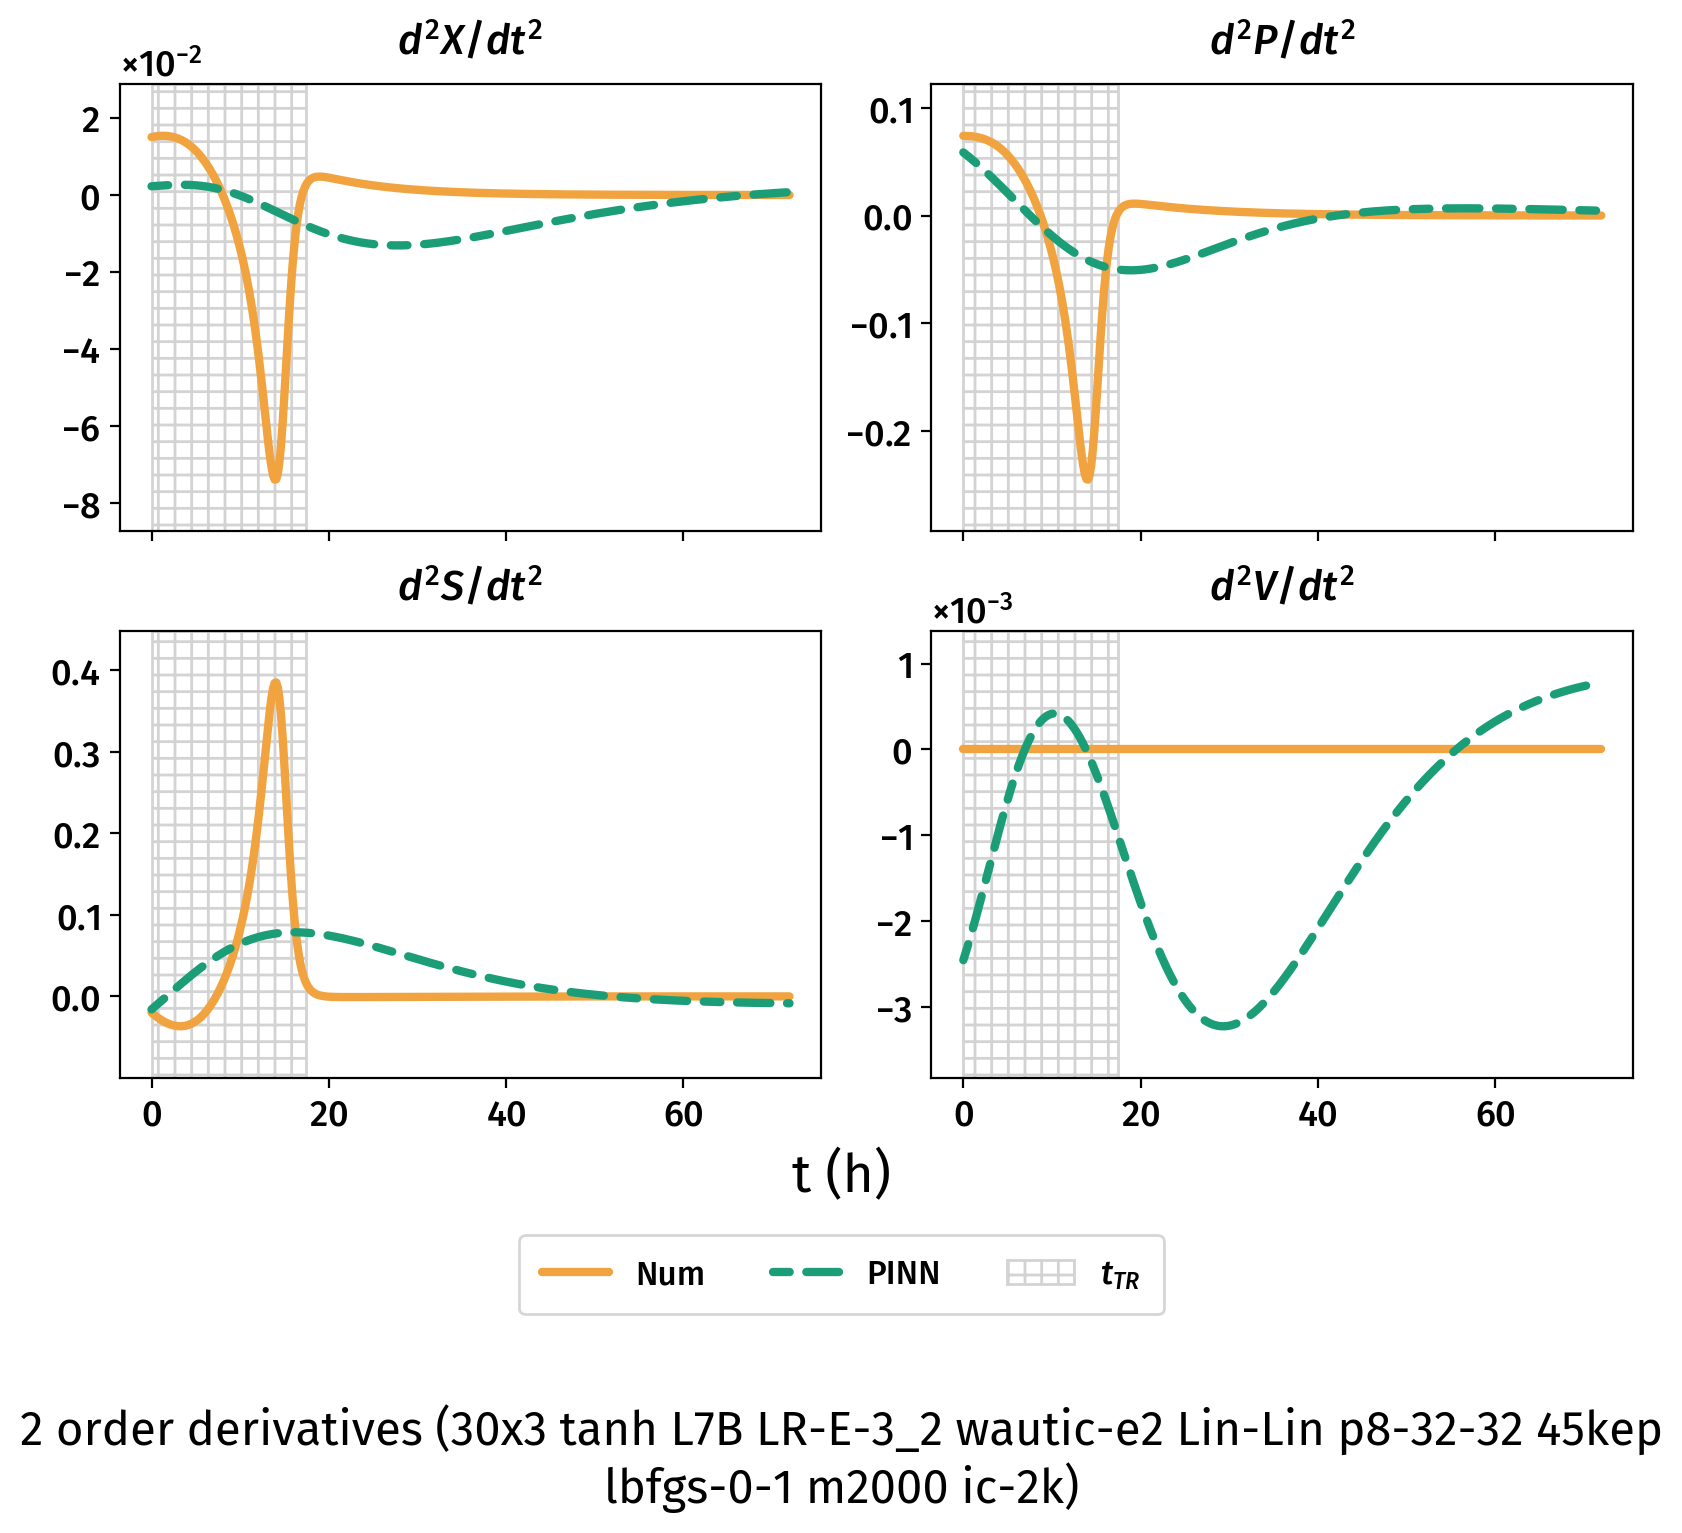 d²X/dt²
×10⁻²
2
0
−2
−4
−6
−8
d²P/dt²
0.1
0.0
−0.1
−0.2
d²S/dt²
0.4
0.3
0.2
0.1
0.0
0 20 40 60
d²V/dt²
×10⁻³
1
0
−1
−2
−3
0 20 40 60
t (h)
Num PINN t_TR
2 order derivatives (30x3 tanh L7B LR-E-3_2 wautic-e2 Lin-Lin p8-32-32 45kep
lbfgs-0-1 m2000 ic-2k)